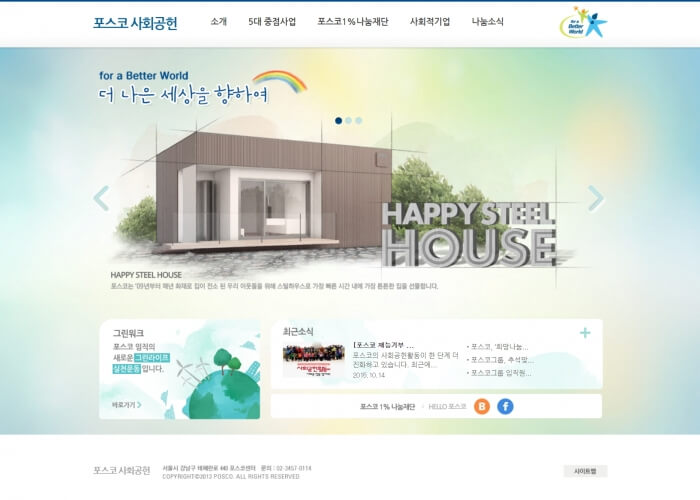 포스코 사회공헌
소개
5대 중점사업
포스코1%나눔재단
사회적기업
나눔소식
for a
Better
World
for a Better World
더 나은 세상을 향하여
HAPPY STEEL
HOUSE
HAPPY STEEL HOUSE
포스코는 '09년부터 매년 화재로 집이 전소 된 우리 이웃들을 위해 스틸하우스로 가장 빠른 시간 내에 가장 튼튼한 집을 선물합니다.
그린워크
포스코 임직의
새로운 그린라이프
실천운동 입니다.
바로가기 >
최근소식
[포스코 재능기부 ...
포스코의 사회공헌활동이 한 단계 더
진화하고 있습니다. 최근에...
2015.10.14
• 포스코, '희망나눔...
• 포스코그룹, 추석맞...
• 포스코그룹 임직원...
포스코1% 나눔재단
HELLO 포스코
포스코 사회공헌
서울시 강남구 테헤란로 440 포스코센터 문의 : 02-3457-0114
COPYRIGHT©2013 POSCO. ALL RIGHTS RESERVED
사이트맵